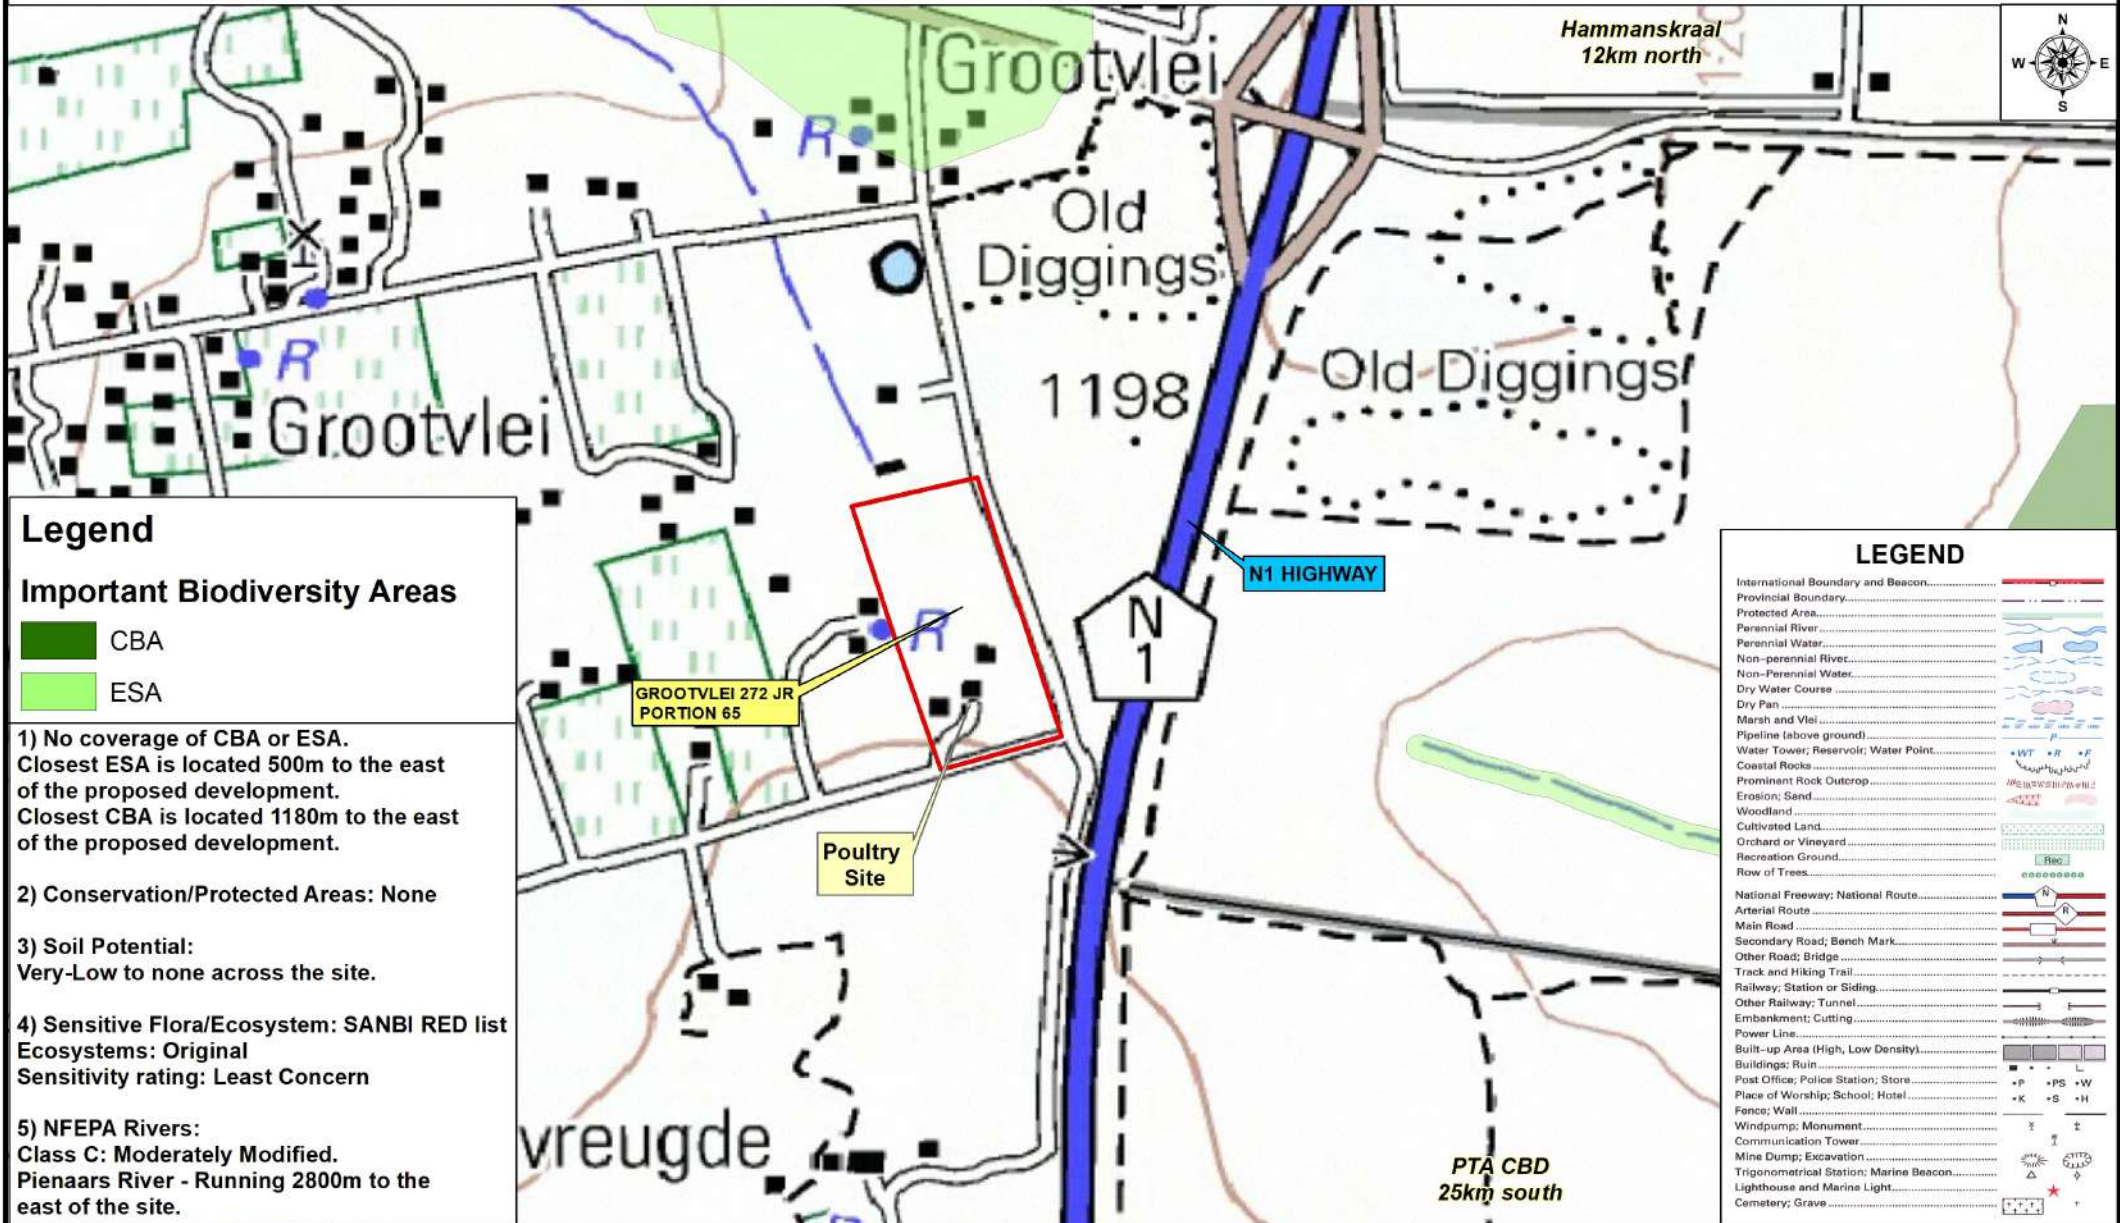 Hammanskraal
12km north
N
W E
S
120
Grootvlei
R
Old
Diggings
Old Diggings
1198
R
Grootvlei
N1 HIGHWAY
N
1
R
GROOTVLEI 272 JR
PORTION 65
Poultry
Site
vreugde
PTA CBD
25km south
Legend
Important Biodiversity Areas
CBA
ESA
1) No coverage of CBA or ESA.
Closest ESA is located 500m to the east
of the proposed development.
Closest CBA is located 1180m to the east
of the proposed development.
2) Conservation/Protected Areas: None
3) Soil Potential:
Very-Low to none across the site.
4) Sensitive Flora/Ecosystem: SANBI RED list
Ecosystems: Original
Sensitivity rating: Least Concern
5) NFEPA Rivers:
Class C: Moderately Modified.
Pienaars River - Running 2800m to the
east of the site.
LEGEND
International Boundary and Beacon
Provincial Boundary
Protected Area
Perennial River
Perennial Water
Non-perennial River
Non-Perennial Water
Dry Water Course
Dry Pan
Marsh and Vlei
Pipeline (above ground) P
Water Tower; Reservoir; Water Point WT R F
Coastal Rocks
Prominent Rock Outcrop
Erosion; Sand
Woodland
Cultivated Land
Orchard or Vineyard
Recreation Ground Rec
Row of Trees
National Freeway; National Route N
Arterial Route R
Main Road
Secondary Road; Bench Mark
Other Road; Bridge
Track and Hiking Trail
Railway; Station or Siding
Other Railway; Tunnel
Embankment; Cutting
Power Line
Built-up Area (High, Low Density)
Buildings; Ruin
Post Office; Police Station; Store P PS W
Place of Worship; School; Hotel K S H
Fence; Wall
Windpump; Monument
Communication Tower
Mine Dump; Excavation
Trigonometrical Station; Marine Beacon
Lighthouse and Marine Light
Cemetery; Grave